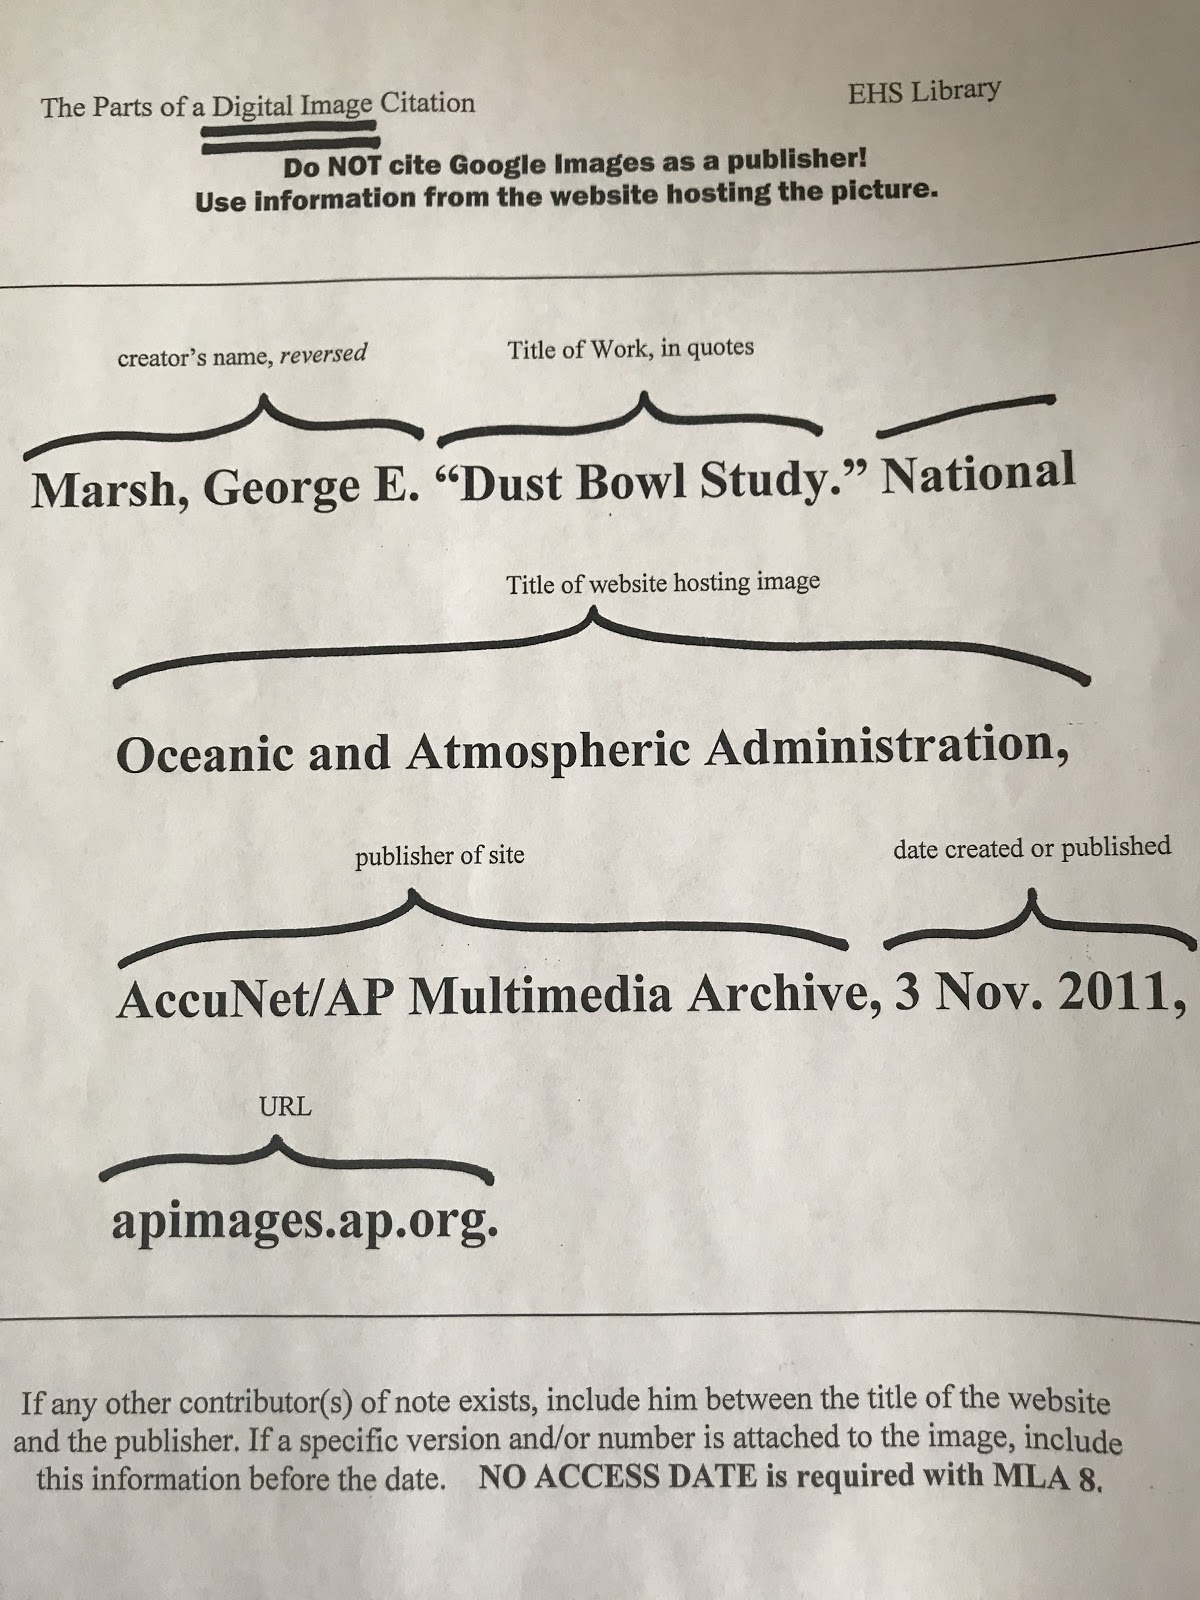 The Parts of a Digital Image Citation EHS Library
Do NOT cite Google Images as a publisher!
Use information from the website hosting the picture.
creator’s name, reversed Title of Work, in quotes
Marsh, George E. “Dust Bowl Study.” National
Title of website hosting image
Oceanic and Atmospheric Administration,
publisher of site date created or published
AccuNet/AP Multimedia Archive, 3 Nov. 2011,
URL
apimages.ap.org.
If any other contributor(s) of note exists, include him between the title of the website
and the publisher. If a specific version and/or number is attached to the image, include
this information before the date. NO ACCESS DATE is required with MLA 8.